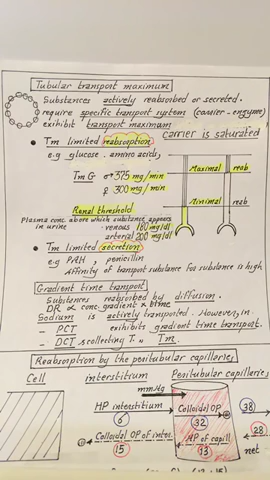 Tubular transport maximum
Substances actively reabsorbed or secreted.
require specific transport system (carrier-enzyme)
exhibit transport maximum
Carrier is saturated
Tm limited reabsorption
e.g glucose. amino acids
Tm G ♂ 375 mg/min
♀ 300 mg/min
Maximal reab
Renal threshold
Minimal reab
Plasma conc above which substance appears
in urine - venous 180 mg/dl
arterial 200 mg/dl
Tm limited secretion
e.g PAH, penicillin
Affinity of transport substance for substance is high
Gradient time transport
Substances reabsorbed by diffusion.
DR ∝ conc. gradient × time
Sodium is actively transported. However, in
- PCT exhibits gradient time transport.
- DCT & collecting T. " Tm.
Reabsorption by the peritubular capillaries
Cell interstitium Peritubular capillaries
mmHg
HP interstitium Colloidal OP
6 32 38
Colloidal OP of inter. HP of capill 28
15 13 net